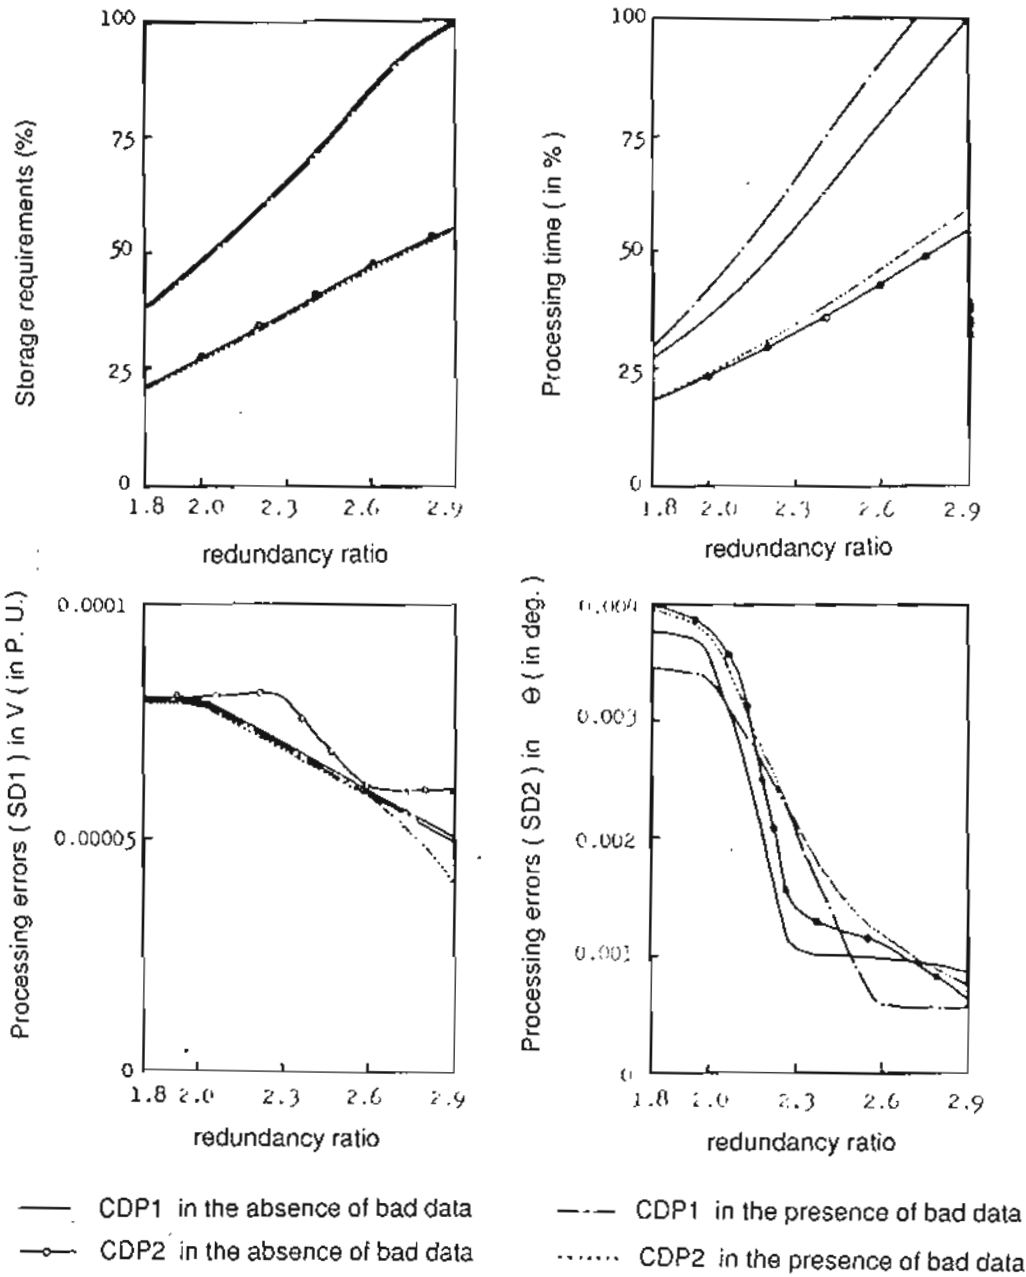 100
75
50
25
0
1.8 2.0 2.3 2.6 2.9
Storage requirements (%)
redundancy ratio
100
75
50
25
0
1.8 2.0 2.3 2.6 2.9
Processing time ( in % )
redundancy ratio
0.0001
0.00005
0
1.8 2.0 2.3 2.6 2.9
Processing errors ( SD1 ) in V ( in P. U.)
redundancy ratio
0.004
0.003
0.002
0.001
0
1.8 2.0 2.3 2.6 2.9
Processing errors ( SD2 ) in Θ ( in deg. )
redundancy ratio
CDP1 in the absence of bad data
CDP2 in the absence of bad data
CDP1 in the presence of bad data
CDP2 in the presence of bad data